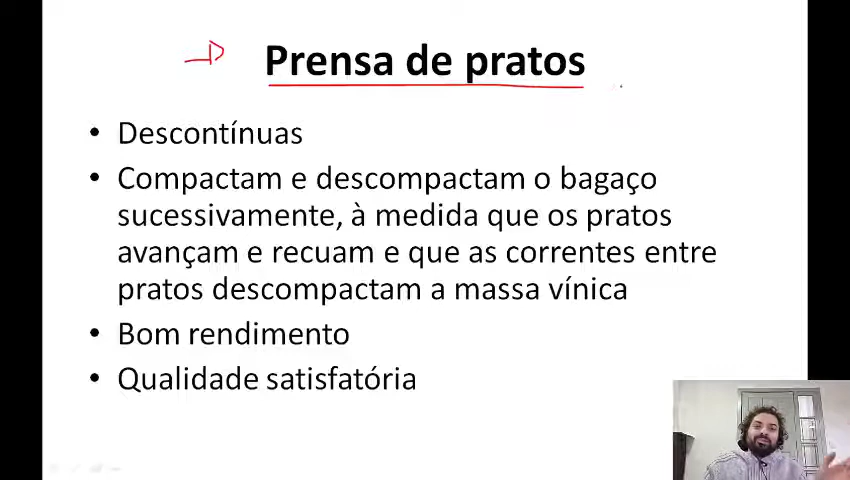 Prensa de pratos
• Descontínuas
• Compactam e descompactam o bagaço
sucessivamente, à medida que os pratos
avançam e recuam e que as correntes entre
pratos descompactam a massa vínica
• Bom rendimento
• Qualidade satisfatória